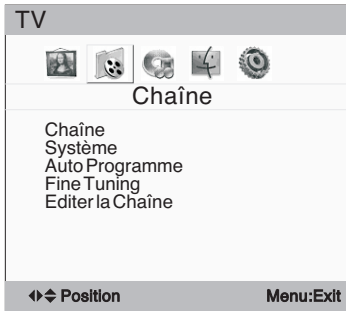 TV
Chaîne
Chaîne
Système
Auto Programme
Fine Tuning
Editer la Chaîne
Position Menu:Exit